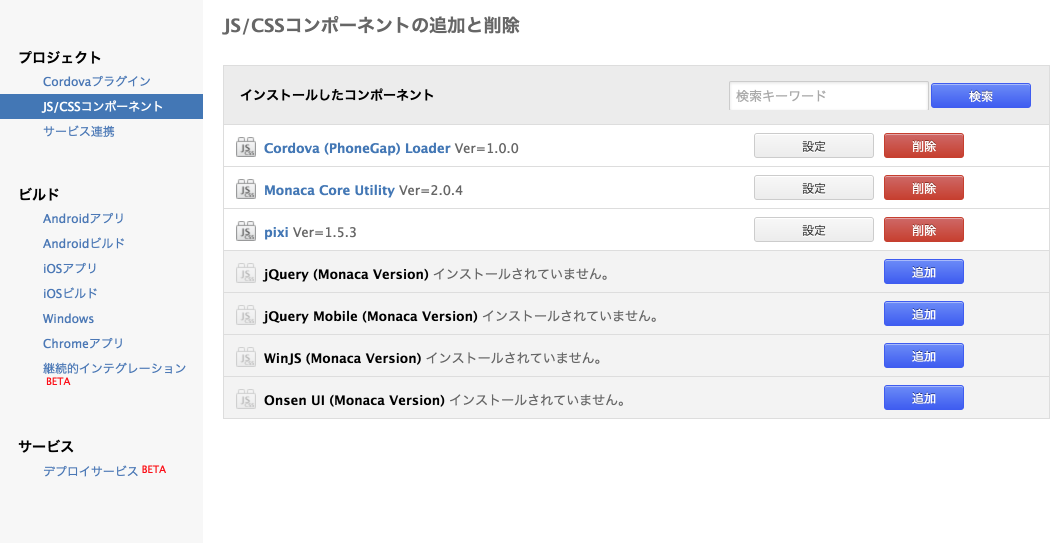 JS/CSSコンポーネントの追加と削除
プロジェクト
Cordovaプラグイン
JS/CSSコンポーネント
サービス連携
ビルド
Androidアプリ
Androidビルド
iOSアプリ
iOSビルド
Windows
Chromeアプリ
継続的インテグレーション
BETA
サービス
デプロイサービス BETA
インストールしたコンポーネント 検索キーワード 検索
Cordova (PhoneGap) Loader Ver=1.0.0 設定 削除
Monaca Core Utility Ver=2.0.4 設定 削除
pixi Ver=1.5.3 設定 削除
jQuery (Monaca Version) インストールされていません。 追加
jQuery Mobile (Monaca Version) インストールされていません。 追加
WinJS (Monaca Version) インストールされていません。 追加
Onsen UI (Monaca Version) インストールされていません。 追加